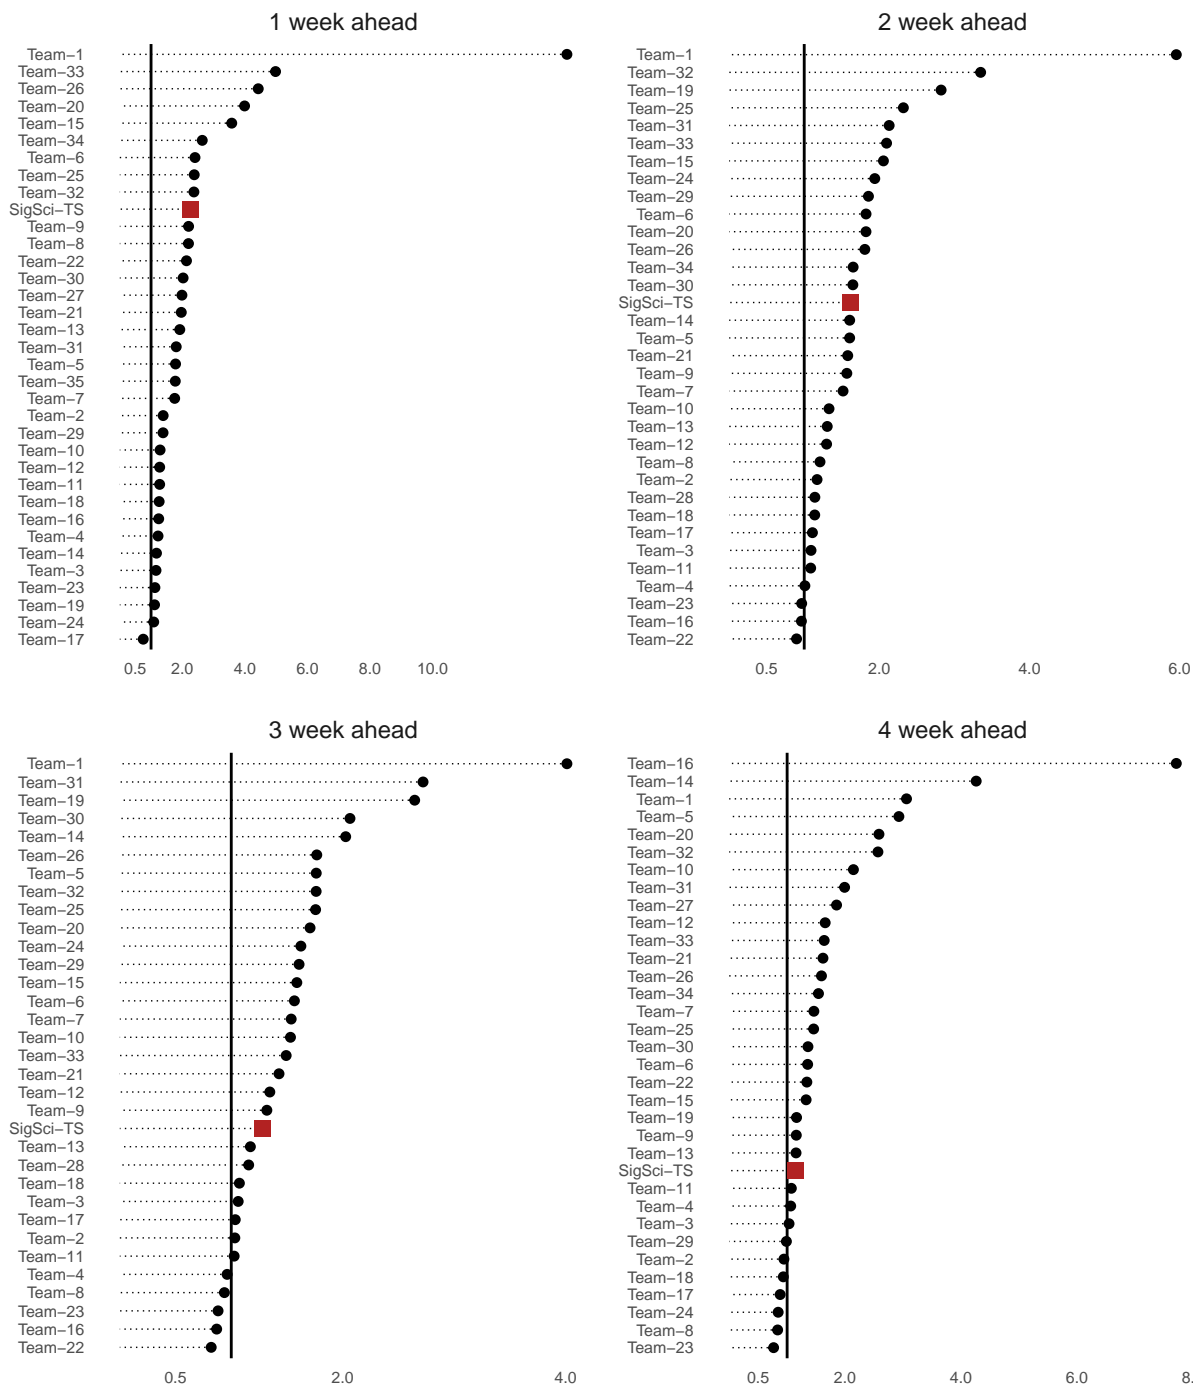 1 week ahead
Team−1
Team−33
Team−26
Team−20
Team−15
Team−34
Team−6
Team−25
Team−32
SigSci−TS
Team−9
Team−8
Team−22
Team−30
Team−27
Team−21
Team−13
Team−31
Team−5
Team−35
Team−7
Team−2
Team−29
Team−10
Team−12
Team−11
Team−18
Team−16
Team−4
Team−14
Team−3
Team−23
Team−19
Team−24
Team−17
0.5 2.0 4.0 6.0 8.0 10.0
2 week ahead
Team−1
Team−32
Team−19
Team−25
Team−31
Team−33
Team−15
Team−24
Team−29
Team−6
Team−20
Team−26
Team−34
Team−30
SigSci−TS
Team−14
Team−5
Team−21
Team−9
Team−7
Team−10
Team−13
Team−12
Team−8
Team−2
Team−28
Team−18
Team−17
Team−3
Team−11
Team−4
Team−23
Team−16
Team−22
0.5 2.0 4.0 6.0
3 week ahead
Team−1
Team−31
Team−19
Team−30
Team−14
Team−26
Team−5
Team−32
Team−25
Team−20
Team−24
Team−29
Team−15
Team−6
Team−7
Team−10
Team−33
Team−21
Team−12
Team−9
SigSci−TS
Team−13
Team−28
Team−18
Team−3
Team−17
Team−2
Team−11
Team−4
Team−8
Team−23
Team−16
Team−22
0.5 2.0 4.0
4 week ahead
Team−16
Team−14
Team−1
Team−5
Team−20
Team−32
Team−10
Team−31
Team−27
Team−12
Team−33
Team−21
Team−26
Team−34
Team−7
Team−25
Team−30
Team−6
Team−22
Team−15
Team−19
Team−9
Team−13
SigSci−TS
Team−11
Team−4
Team−3
Team−29
Team−2
Team−18
Team−17
Team−24
Team−8
Team−23
0.5 2.0 4.0 6.0 8.